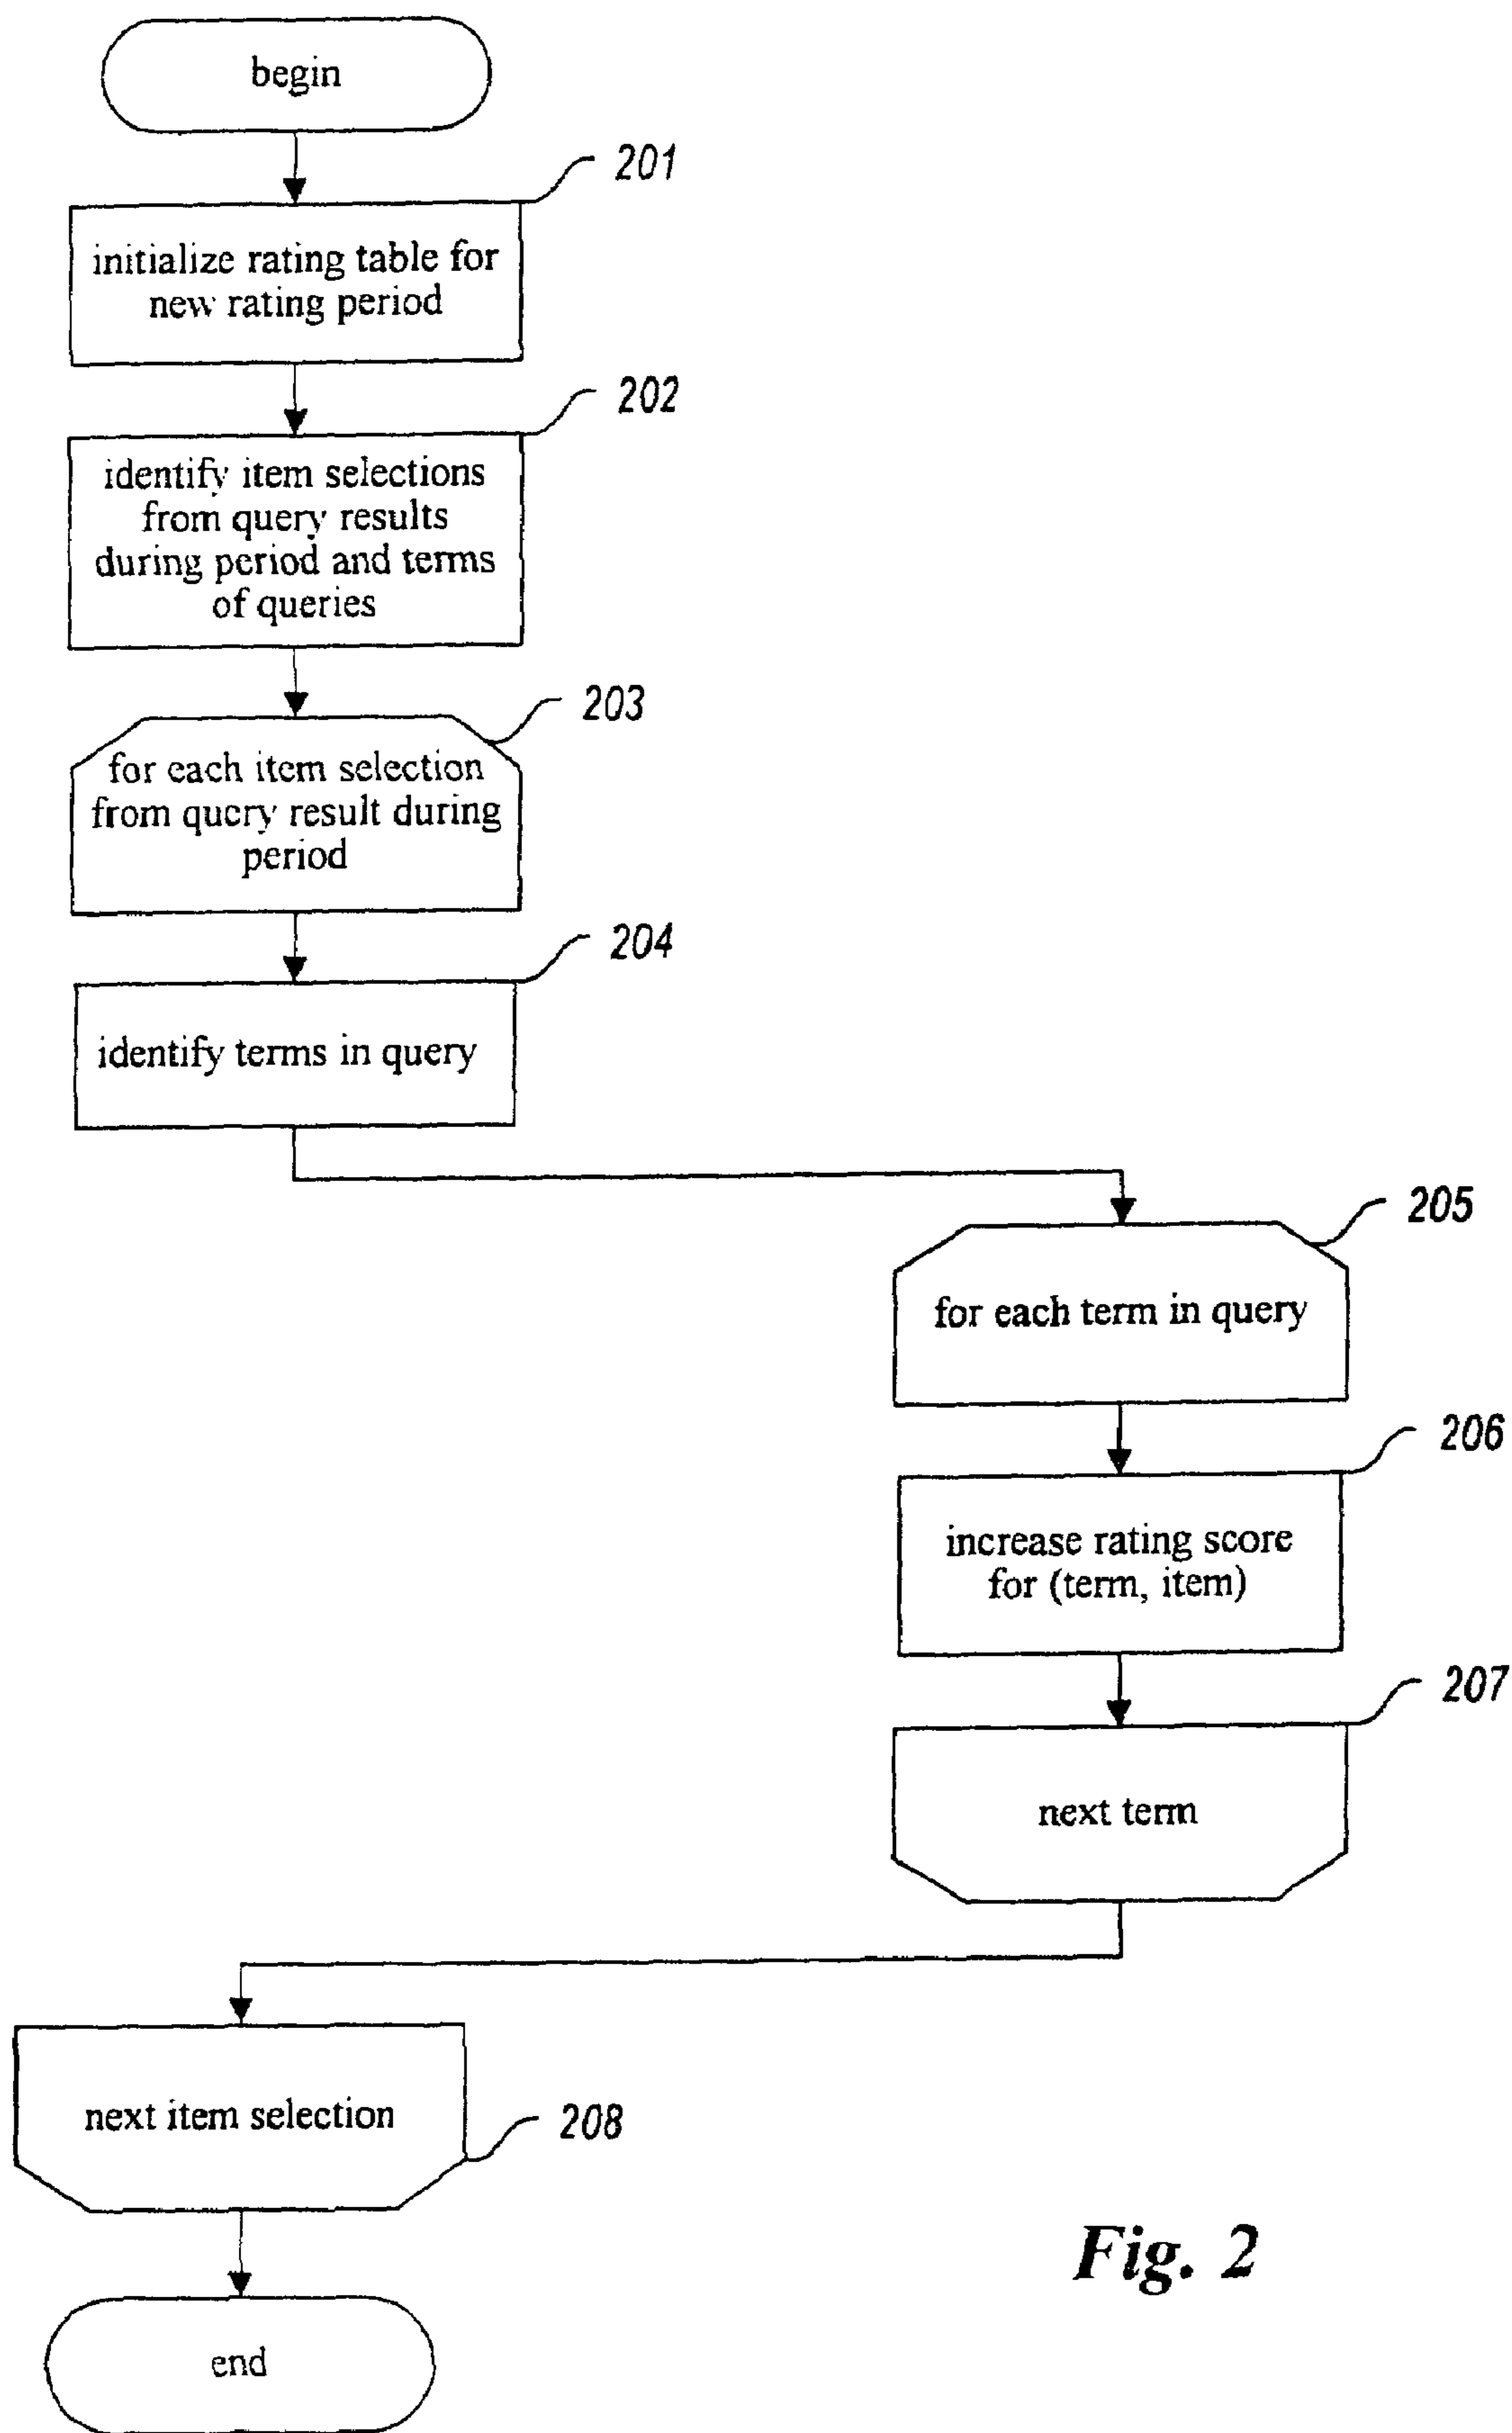 begin
201
initialize rating table for
new rating period
202
identify item selections
from query results
during period and terms
of queries
203
for each item selection
from query result during
period
204
identify terms in query
205
for each term in query
206
increase rating score
for (term, item)
207
next term
next item selection
208
end
Fig. 2